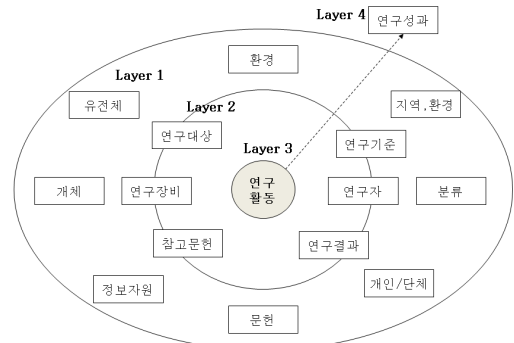 Layer 4
연구성과
환경
Layer 1
유전체
Layer 2
지역,환경
연구대상
연구기준
Layer 3
개체
연구장비
연구
활동
연구자
분류
참고문헌
연구결과
정보자원
개인/단체
문헌